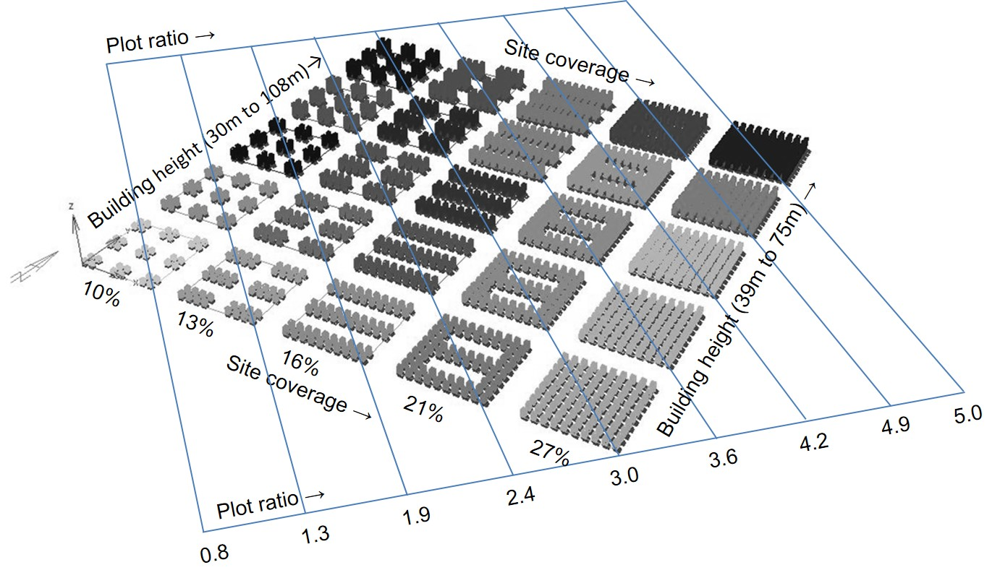 Plot ratio →
Site coverage →
Building height (30m to 108m) →
z
10%
13%
16%
21%
27%
Site coverage →
Building height (39m to 75m) →
Plot ratio →
0.8
1.3
1.9
2.4
3.0
3.6
4.2
4.9
5.0